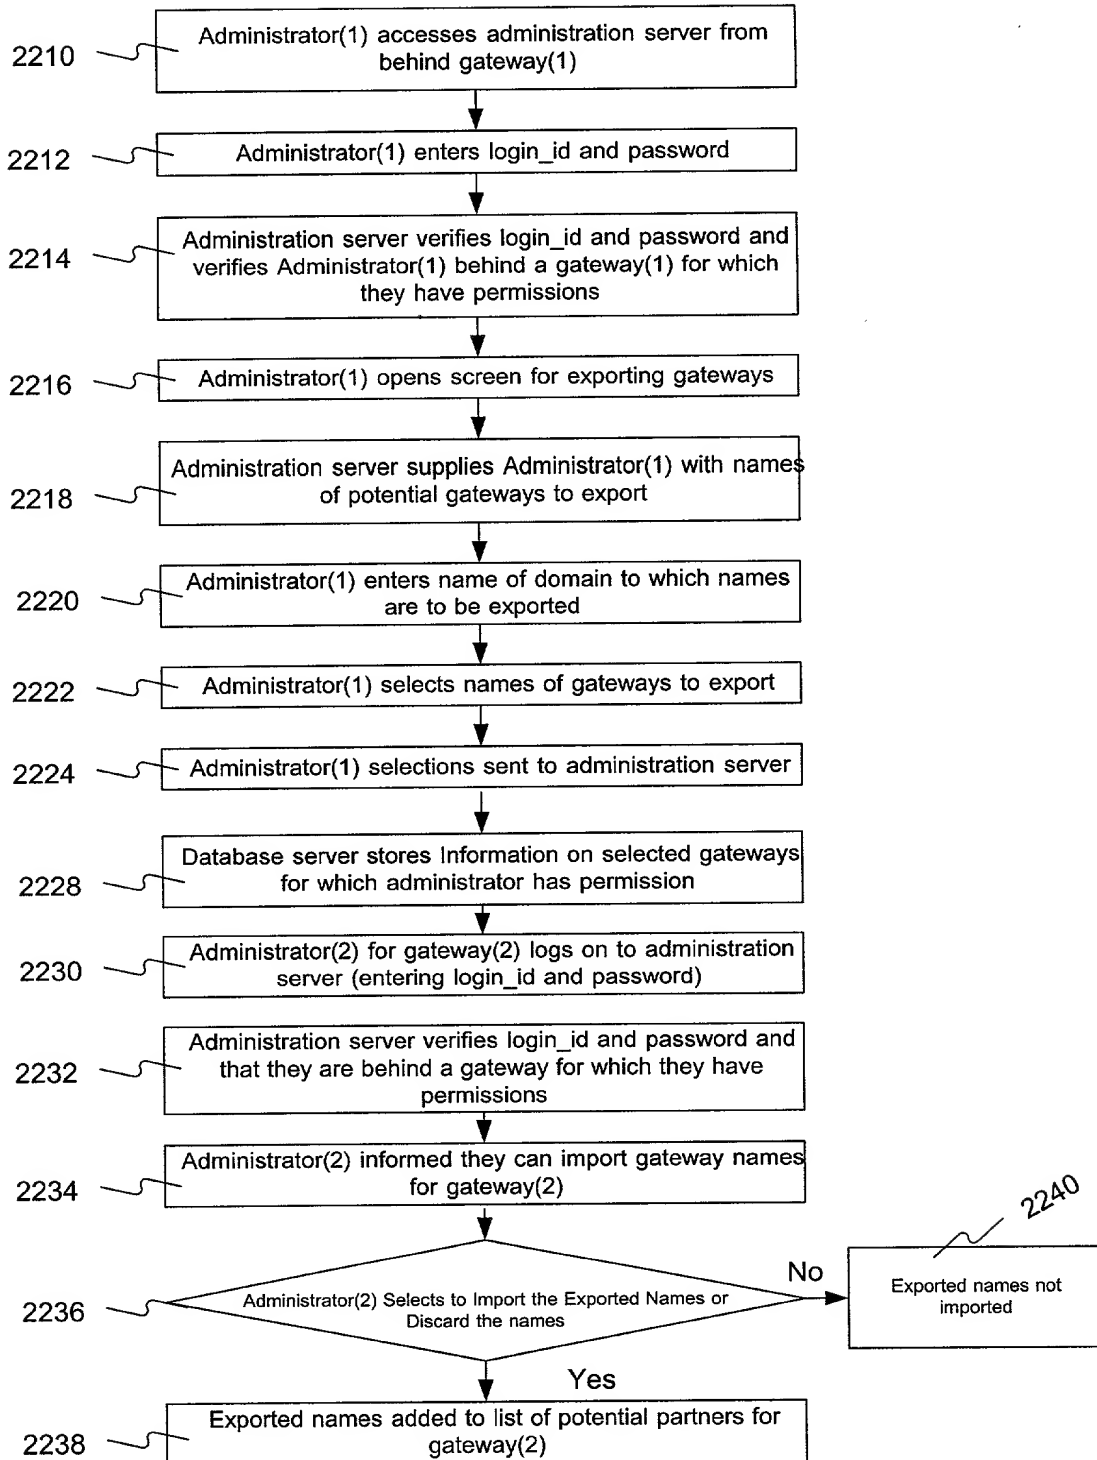 2210
Administrator(1) accesses administration server from
behind gateway(1)
2212
Administrator(1) enters login_id and password
2214
Administration server verifies login_id and password and
verifies Administrator(1) behind a gateway(1) for which
they have permissions
2216
Administrator(1) opens screen for exporting gateways
2218
Administration server supplies Administrator(1) with names
of potential gateways to export
2220
Administrator(1) enters name of domain to which names
are to be exported
2222
Administrator(1) selects names of gateways to export
2224
Administrator(1) selections sent to administration server
2228
Database server stores Information on selected gateways
for which administrator has permission
2230
Administrator(2) for gateway(2) logs on to administration
server (entering login_id and password)
2232
Administration server verifies login_id and password and
that they are behind a gateway for which they have
permissions
2234
Administrator(2) informed they can import gateway names
for gateway(2)
2236
Administrator(2) Selects to Import the Exported Names or
Discard the names
No
2240
Exported names not
imported
Yes
2238
Exported names added to list of potential partners for
gateway(2)